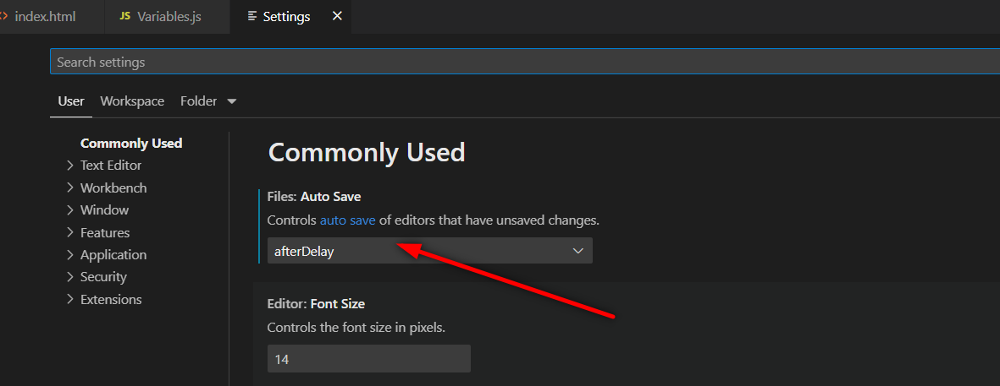 <> index.html JS Variables.js Settings
Search settings
User Workspace Folder
Commonly Used
Text Editor
Workbench
Window
Features
Application
Security
Extensions
Commonly Used
Files: Auto Save
Controls auto save of editors that have unsaved changes.
afterDelay
Editor: Font Size
Controls the font size in pixels.
14